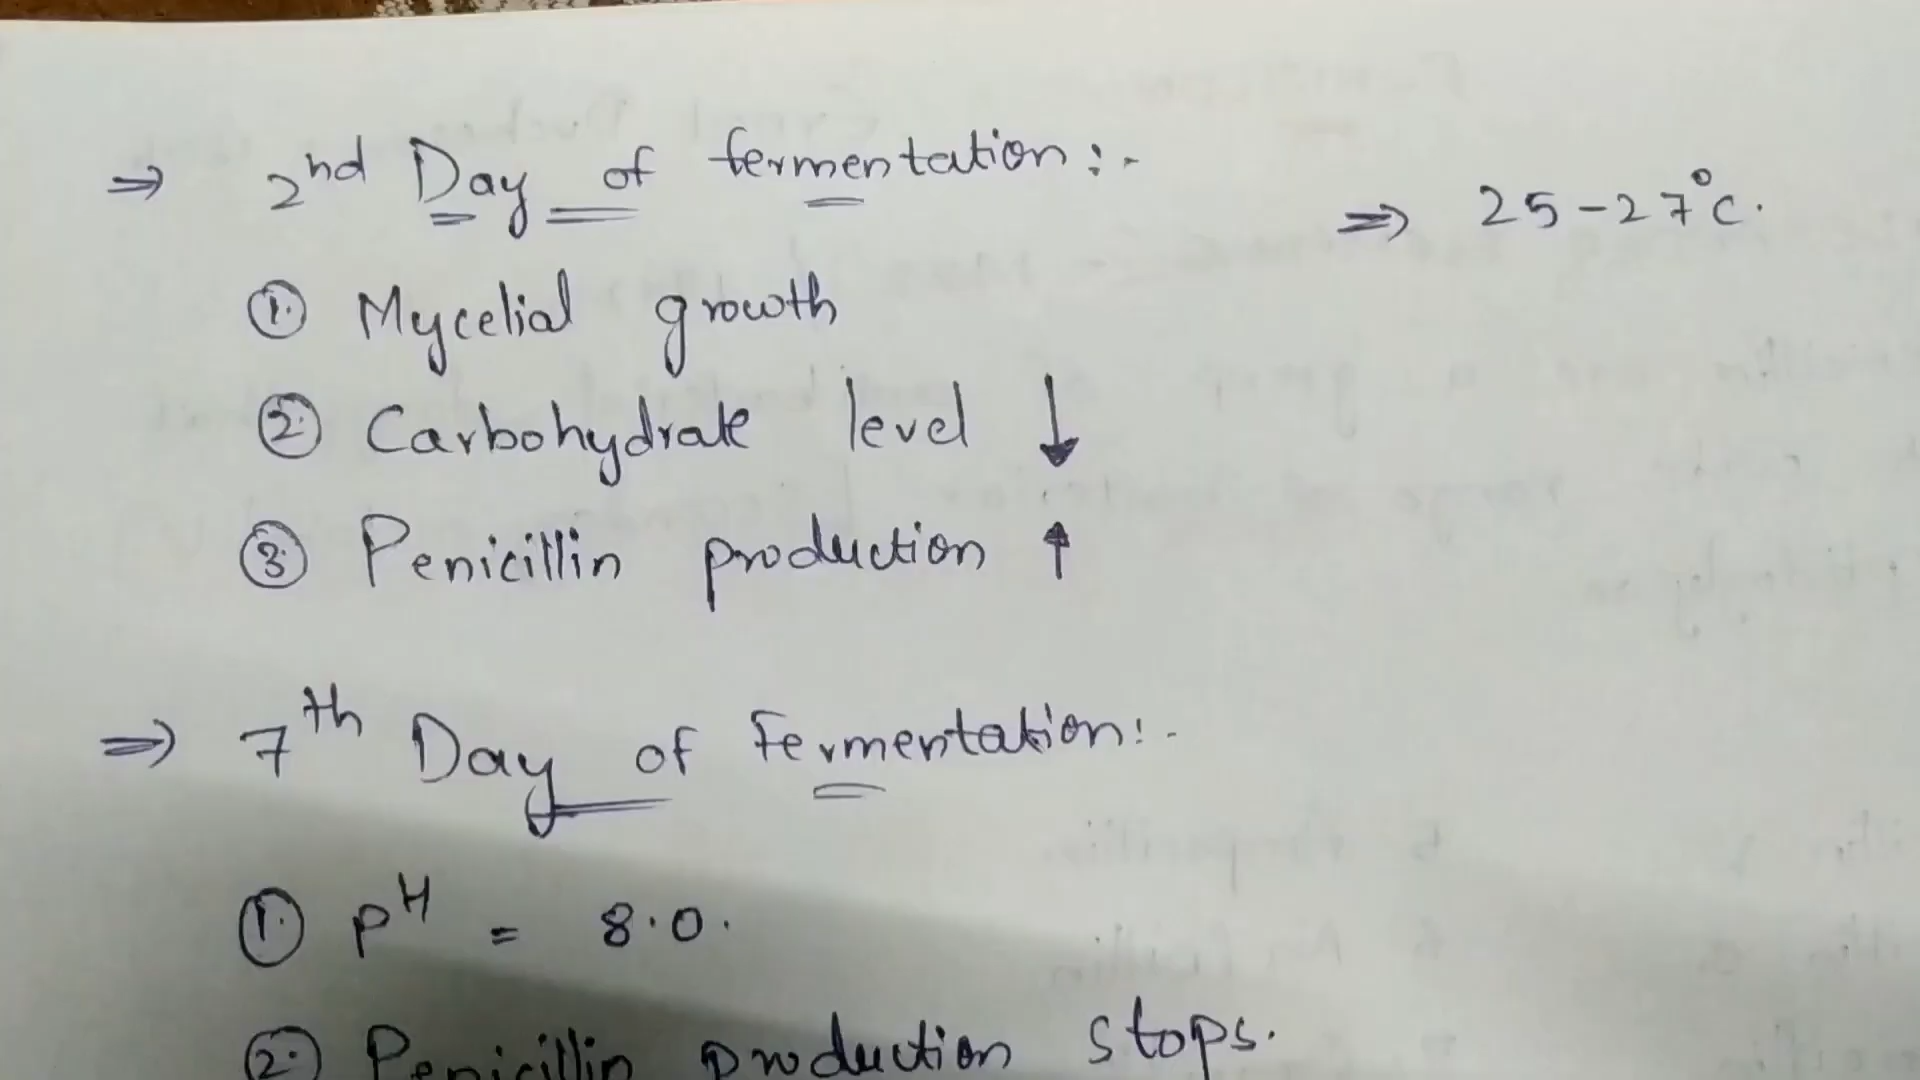 ⇒ 2nd Day of fermentation :-
⇒ 25-27°C.
① Mycelial growth
② Carbohydrate level ↓
③ Penicillin production ↑
⇒ 7th Day of Fermentation:-
① pH = 8.0.
② Penicillin production stops.